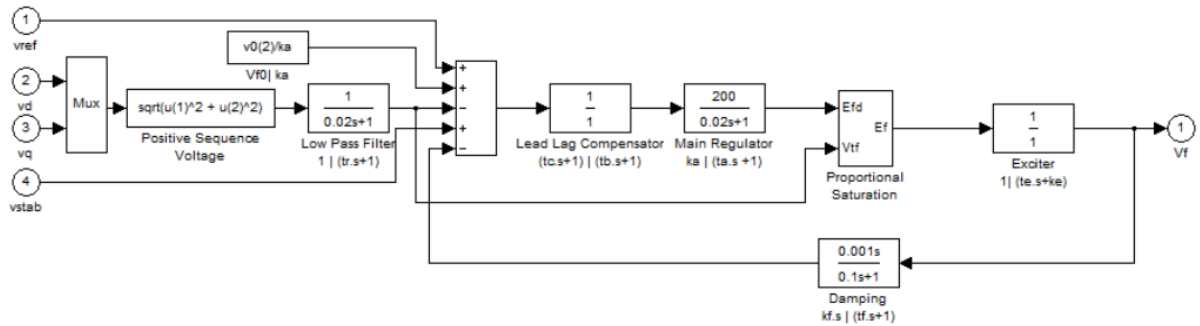 1
vref
2
vd
3
vq
4
vstab
Mux
v0(2)/ka
Vf0| ka
sqrt(u(1)^2 + u(2)^2)
Positive Sequence
Voltage
1
0.02s+1
Low Pass Filter
1 | (tr.s+1)
+
+
−
+
−
1
1
Lead Lag Compensator
(tc.s+1) | (tb.s+1)
200
0.02s+1
Main Regulator
ka | (ta.s +1)
Efd
Ef
Vtf
Proportional
Saturation
1
1
Exciter
1| (te.s+ke)
1
Vf
0.001s
0.1s+1
Damping
kf.s | (tf.s+1)